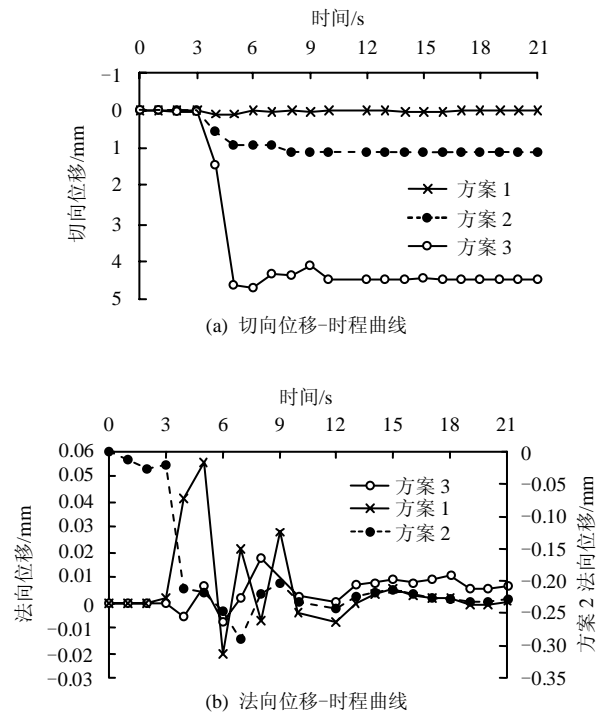 时间/s
0 3 6 9 12 15 18 21
−1
0
1
2
3
4
5
切向位移/mm
方案 1
方案 2
方案 3
(a) 切向位移−时程曲线
时间/s
0 3 6 9 12 15 18 21
0.06
0.05
0.04
0.03
0.02
0.01
0
−0.01
−0.02
−0.03
法向位移/mm
方案 3
方案 1
方案 2
0
−0.05
−0.10
−0.15
−0.20
−0.25
−0.30
−0.35
方案 2 法向位移/mm
(b) 法向位移−时程曲线